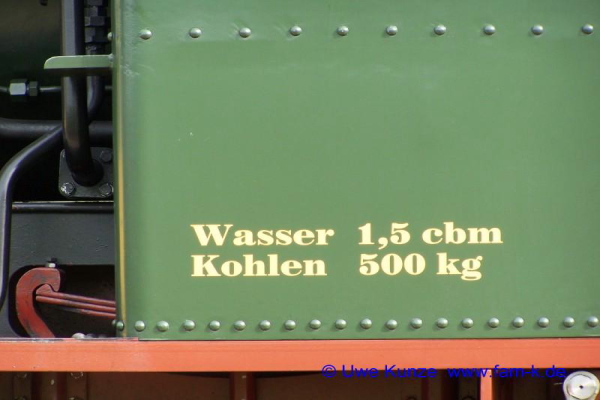 Wasser 1,5 cbm
Kohlen 500 kg
© Uwe Kunze www.fam-k.de